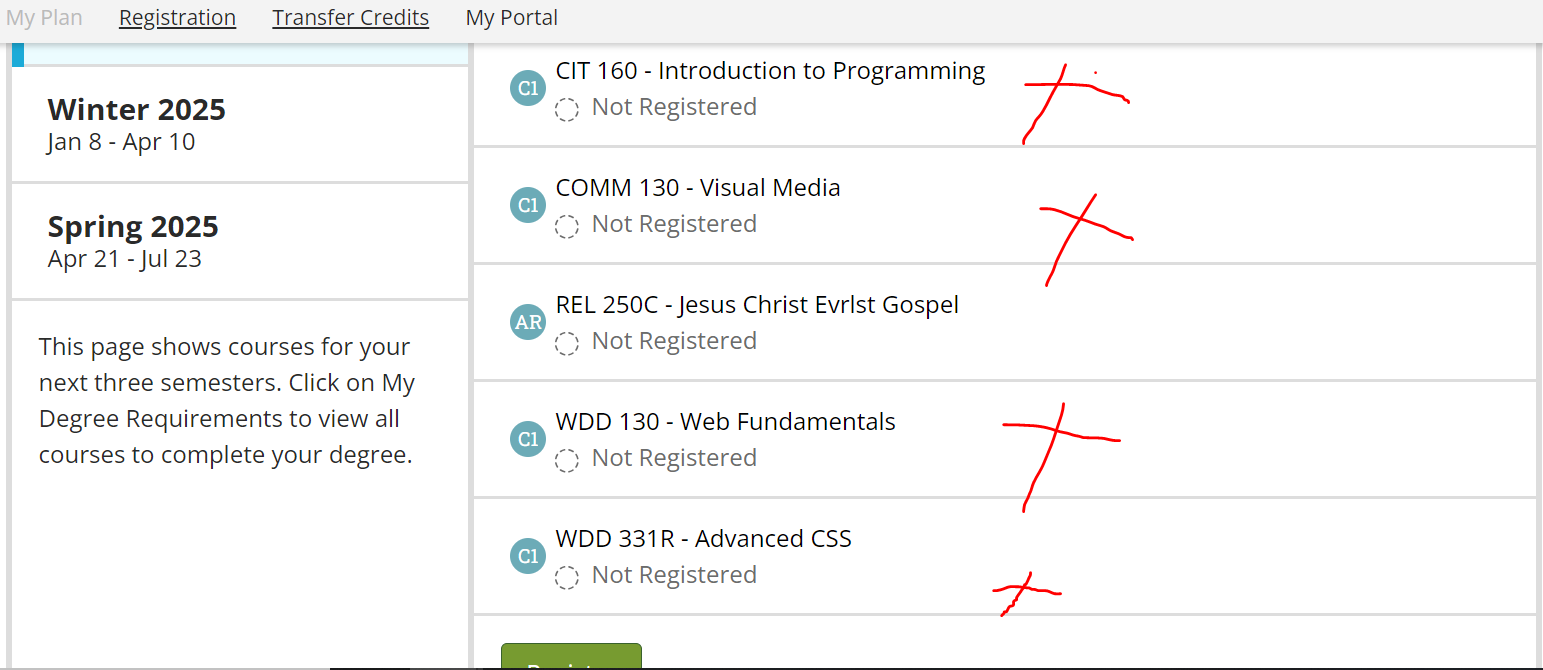 My Plan Registration Transfer Credits My Portal
Winter 2025
Jan 8 - Apr 10
Spring 2025
Apr 21 - Jul 23
This page shows courses for your
next three semesters. Click on My
Degree Requirements to view all
courses to complete your degree.
C1 CIT 160 - Introduction to Programming
Not Registered
C1 COMM 130 - Visual Media
Not Registered
AR REL 250C - Jesus Christ Evrlst Gospel
Not Registered
C1 WDD 130 - Web Fundamentals
Not Registered
C1 WDD 331R - Advanced CSS
Not Registered